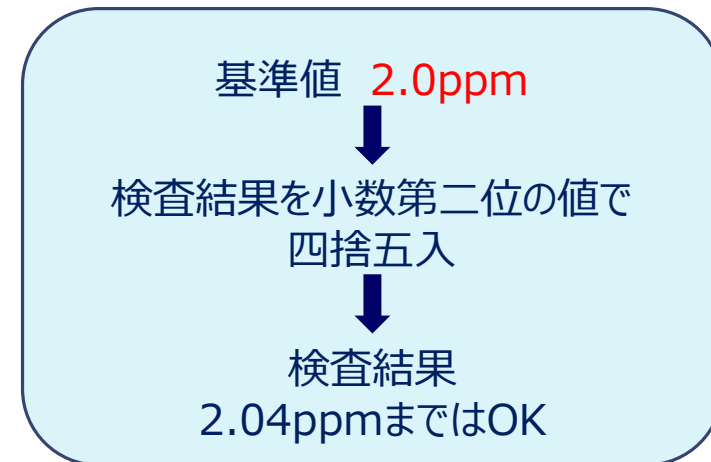 基準値 2.0ppm
検査結果を小数第二位の値で
四捨五入
検査結果
2.04ppmまではOK